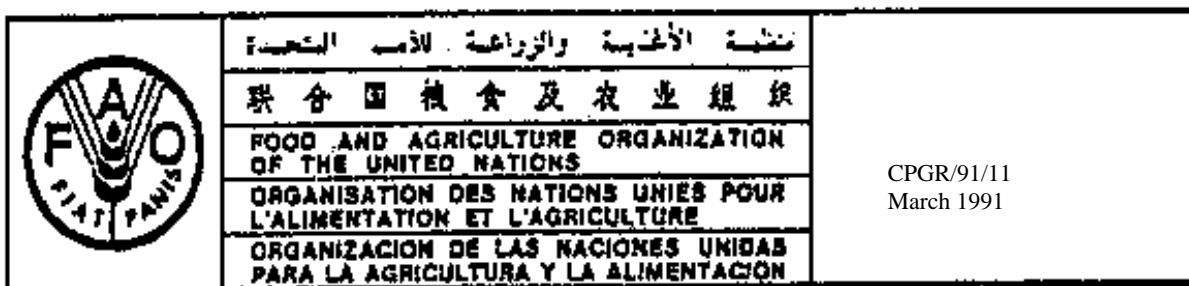 منظمة الأغذية والزراعة للأمم المتحدة
联合国粮食及农业组织
FOOD AND AGRICULTURE ORGANIZATION
OF THE UNITED NATIONS
ORGANISATION DES NATIONS UNIES POUR
L'ALIMENTATION ET L'AGRICULTURE
ORGANIZACION DE LAS NACIONES UNIDAS
PARA LA AGRICULTURA Y LA ALIMENTACION
F A O
FIAT PANIS
CPGR/91/11
March 1991